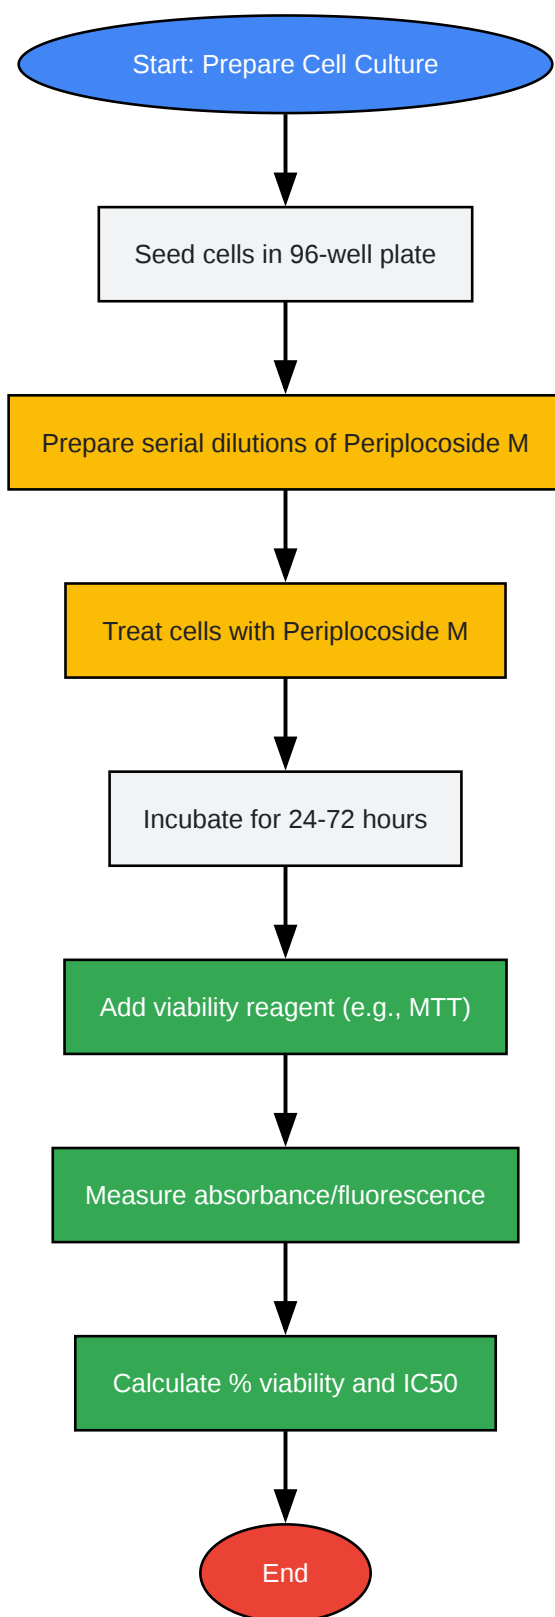 Start: Prepare Cell Culture
Seed cells in 96-well plate
Prepare serial dilutions of Periplocoside M
Treat cells with Periplocoside M
Incubate for 24-72 hours
Add viability reagent (e.g., MTT)
Measure absorbance/fluorescence
Calculate % viability and IC50
End